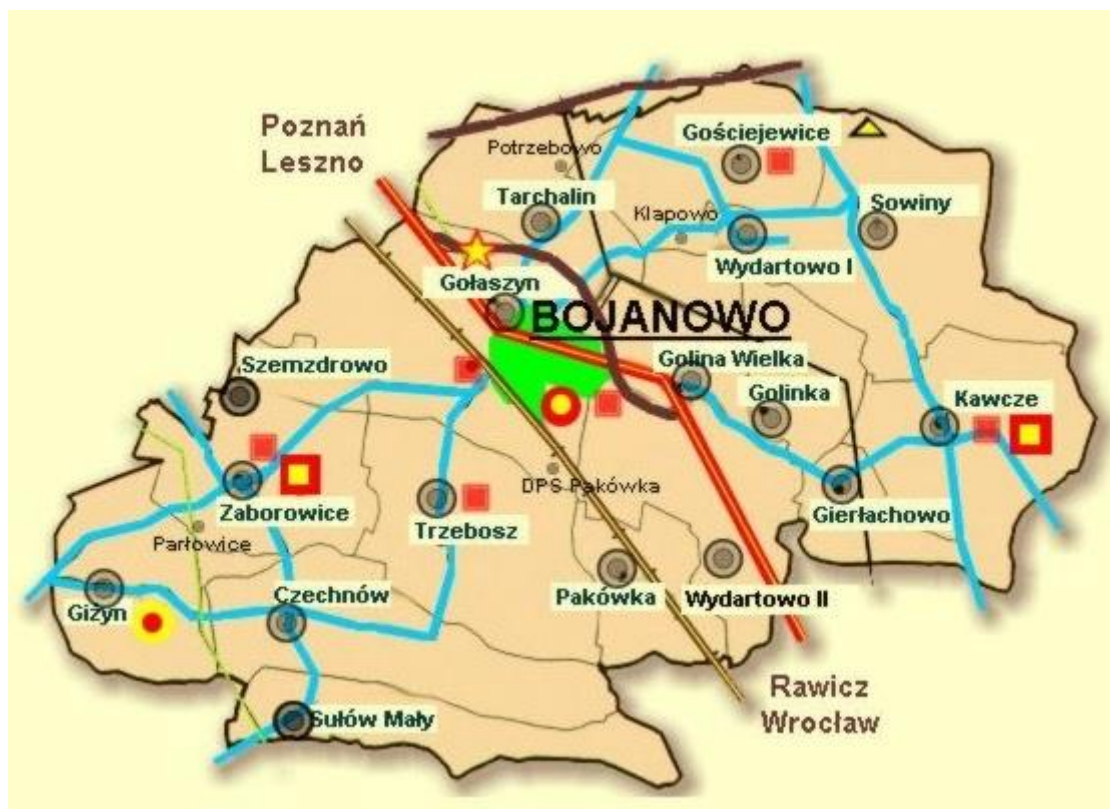 Poznań
Leszno
Potrzebowo
Gościejewice
Tarchalin
Kłapowo
Sowiny
Wydartowo I
Gołaszyn
BOJANOWO
Szemzdrowo
Golina Wielka
Golinka
Kawcze
DPS Pakówka
Zaborowice
Trzebosz
Gierłachowo
Parłowice
Giżyn
Czechnów
Pakówka
Wydartowo II
Rawicz
Wrocław
Sułów Mały